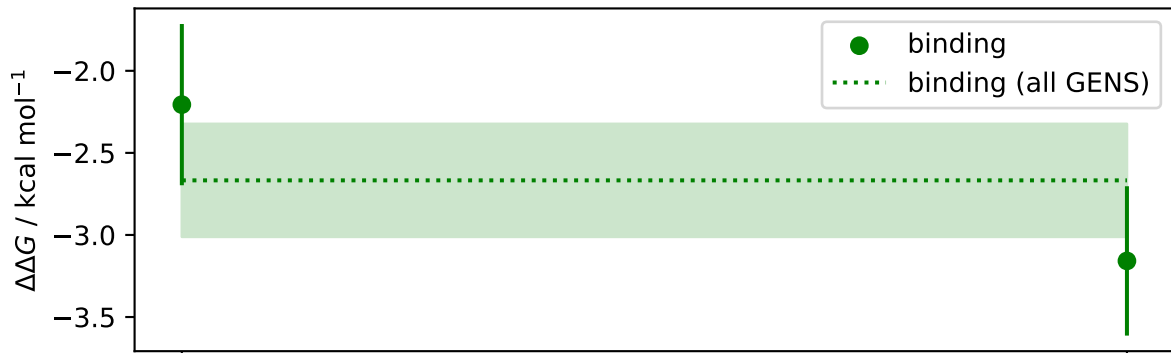 ΔΔG / kcal mol⁻¹
−2.0
−2.5
−3.0
−3.5
binding
binding (all GENS)